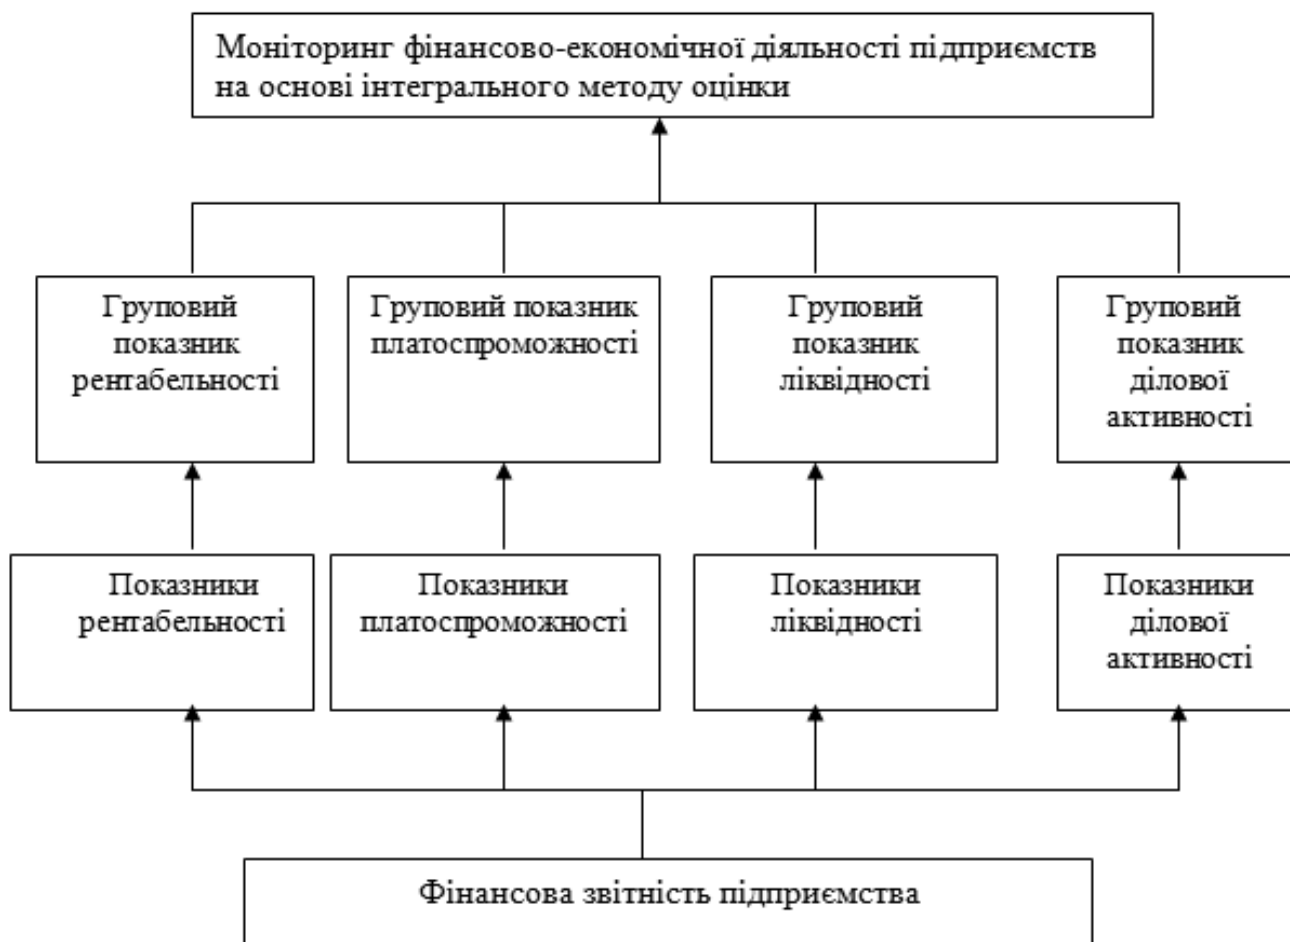 Моніторинг фінансово-економічної діяльності підприємств
на основі інтегрального методу оцінки
Груповий
показник
рентабельності
Груповий показник
платоспроможності
Груповий
показник
ліквідності
Груповий
показник
ділової
активності
Показники
рентабельності
Показники
платоспроможності
Показники
ліквідності
Показники
ділової
активності
Фінансова звітність підприємства